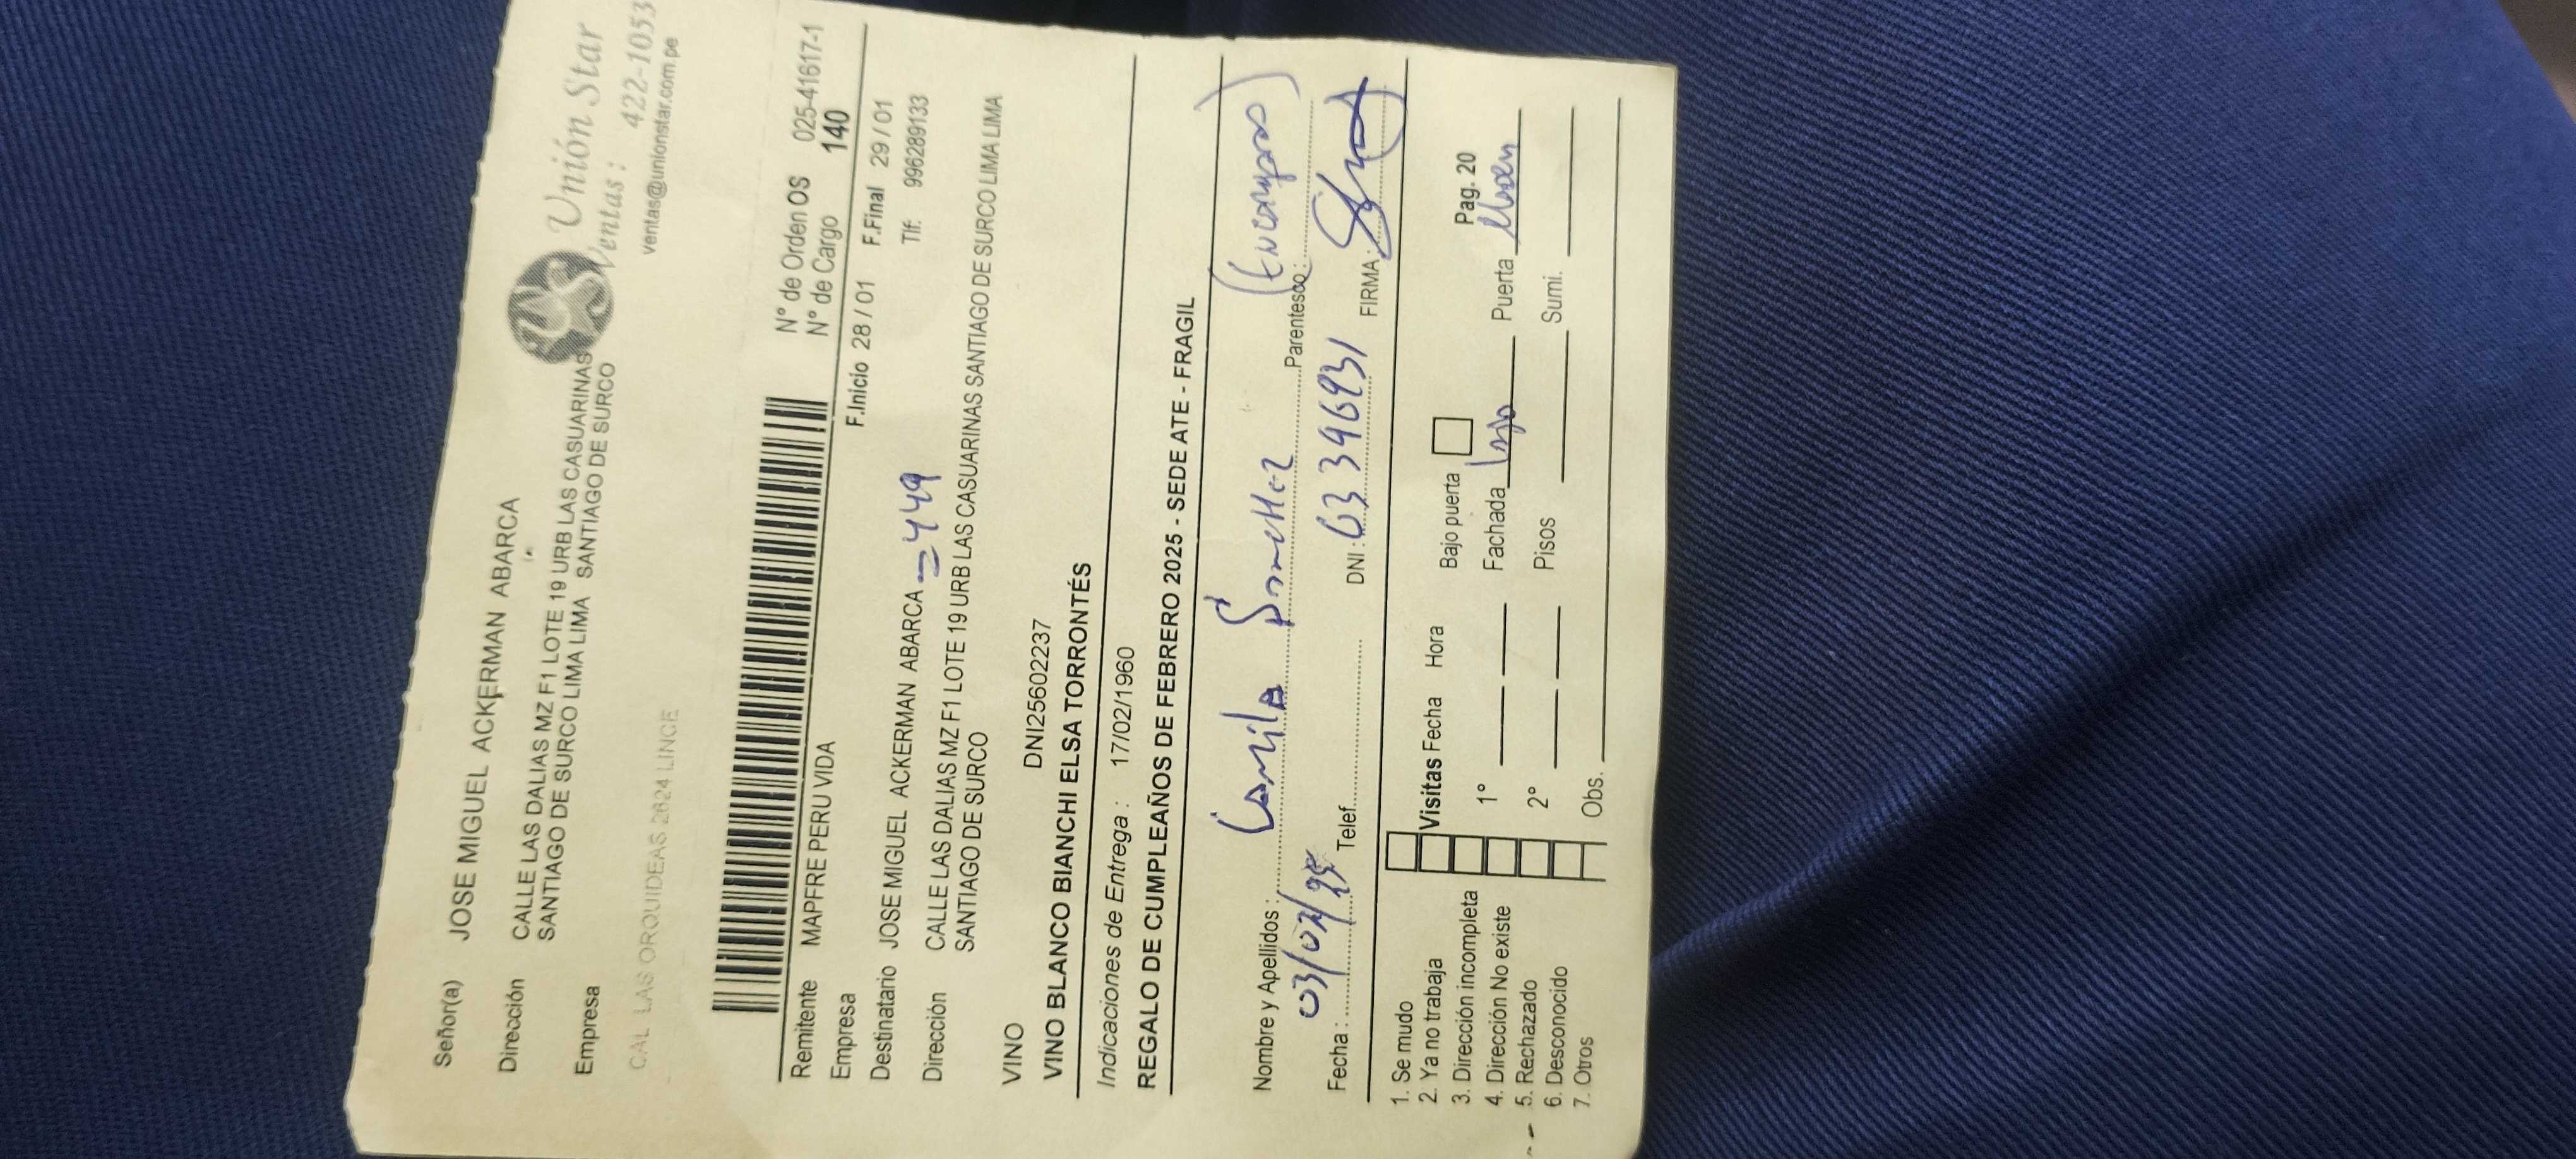 Unión Star
Ventas: 422-1053
ventas@unionstar.com.pe
Señor(a) JOSE MIGUEL ACKERMAN ABARCA
Dirección CALLE LAS DALIAS MZ F1 LOTE 19 URB LAS CASUARINAS
SANTIAGO DE SURCO LIMA LIMA SANTIAGO DE SURCO
Empresa
CAL LAS ORQUIDEAS 2624 LINCE
Nº de Orden OS 025-41617-1
Nº de Cargo 140
Remitente MAPFRE PERU VIDA
Empresa F.Inicio 28 / 01 F.Final 29 / 01
Destinatario JOSE MIGUEL ACKERMAN ABARCA = 449 Tlf: 996289133
Dirección CALLE LAS DALIAS MZ F1 LOTE 19 URB LAS CASUARINAS SANTIAGO DE SURCO LIMA LIMA
SANTIAGO DE SURCO
VINO DNI25602237
VINO BLANCO BIANCHI ELSA TORRONTÉS
Indicaciones de Entrega : 17/02/1960
REGALO DE CUMPLEAÑOS DE FEBRERO 2025 - SEDE ATE - FRAGIL
Nombre y Apellidos : Camila Parentesco :
Fecha : 03/02/25 Telef. DNI : 63396931 FIRMA :
1. Se mudo
2. Ya no trabaja Visitas Fecha Hora Bajo puerta Pag. 20
3. Dirección incompleta 1º Fachada Puerta
4. Dirección No existe
5. Rechazado 2º Pisos Sumi.
6. Desconocido
7. Otros Obs.